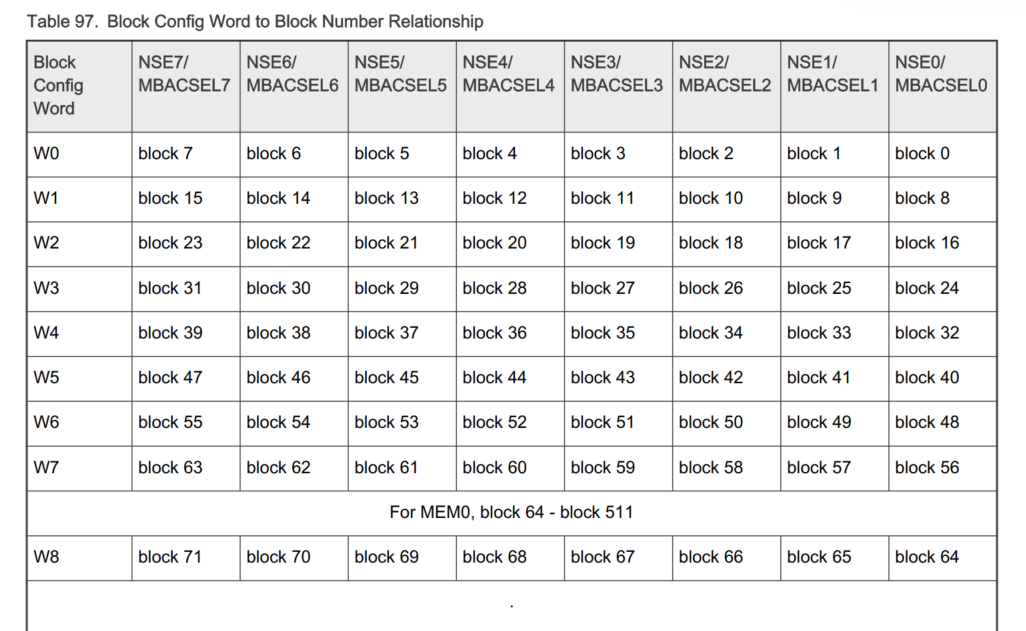 Table 97. Block Config Word to Block Number Relationship
Block Config Word NSE7/ MBACSEL7 NSE6/ MBACSEL6 NSE5/ MBACSEL5 NSE4/ MBACSEL4 NSE3/ MBACSEL3 NSE2/ MBACSEL2 NSE1/ MBACSEL1 NSE0/ MBACSEL0
W0 block 7 block 6 block 5 block 4 block 3 block 2 block 1 block 0
W1 block 15 block 14 block 13 block 12 block 11 block 10 block 9 block 8
W2 block 23 block 22 block 21 block 20 block 19 block 18 block 17 block 16
W3 block 31 block 30 block 29 block 28 block 27 block 26 block 25 block 24
W4 block 39 block 38 block 37 block 36 block 35 block 34 block 33 block 32
W5 block 47 block 46 block 45 block 44 block 43 block 42 block 41 block 40
W6 block 55 block 54 block 53 block 52 block 51 block 50 block 49 block 48
W7 block 63 block 62 block 61 block 60 block 59 block 58 block 57 block 56
For MEM0, block 64 - block 511
W8 block 71 block 70 block 69 block 68 block 67 block 66 block 65 block 64
.